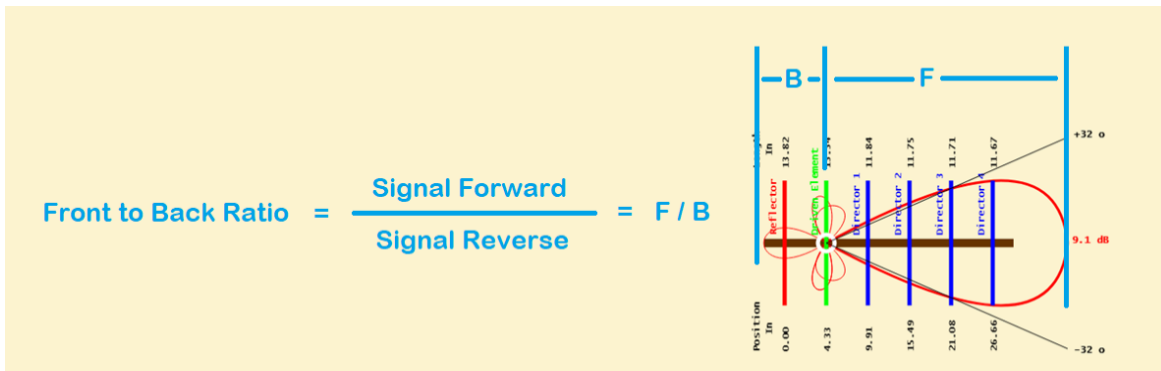 Front to Back Ratio = Signal Forward / Signal Reverse = F / B
B
F
In
13.82
11.84
11.75
11.71
11.67
Reflector
Element
Director 1
Director 2
Director 3
Director
+32 o
9.1 dB
-32 o
Position
In
0.00
4.33
9.91
15.49
21.08
26.66